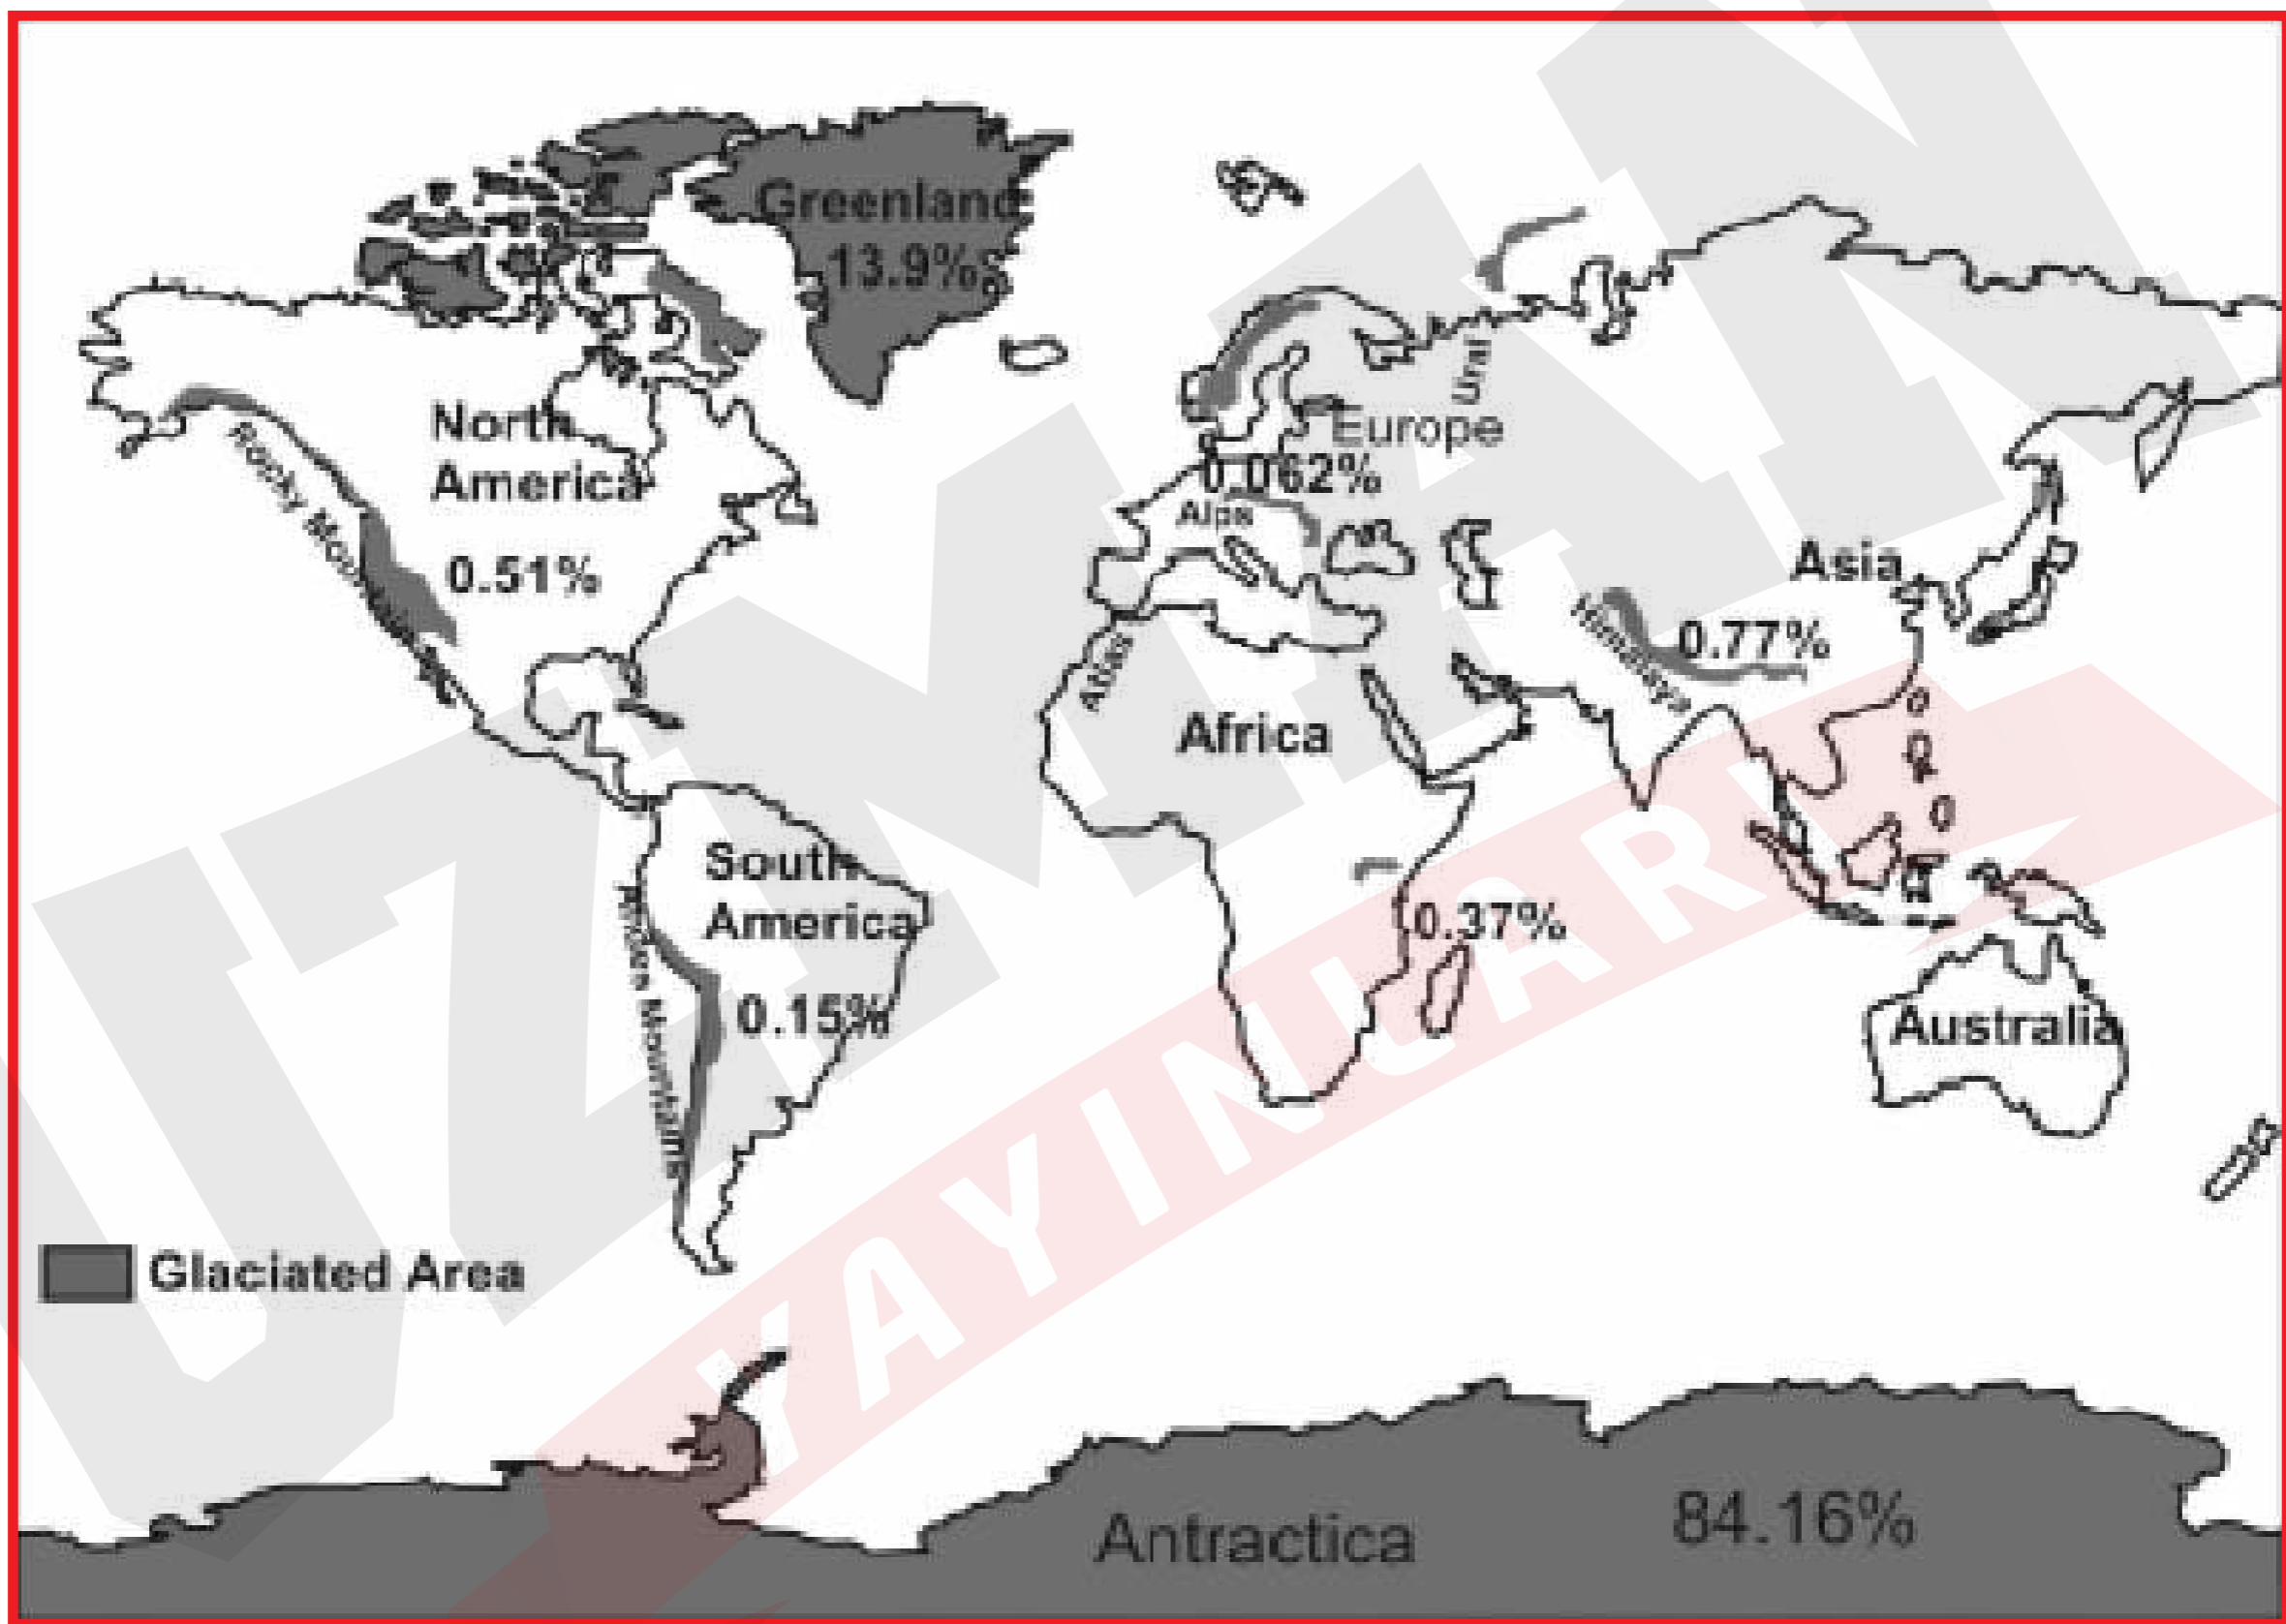 Greenland
13.9%
North
America
0.51%
Rocky Mountains
Ural
Europe
0.062%
Alps
Asia
Himalaya
0.77%
Atlas
Africa
0.37%
South
America
0.15%
Andes Mountains
Australia
Glaciated Area
Antractica
84.16%
UZMAN
YAYINLARI